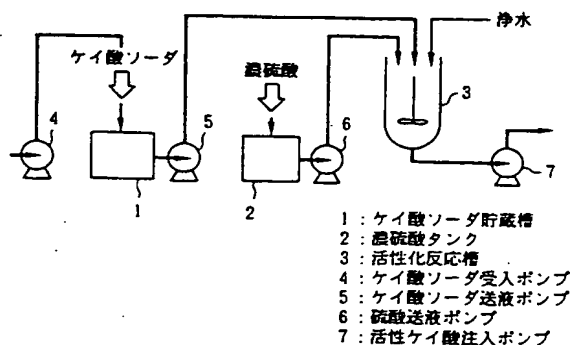 浄水
ケイ酸ソーダ
濃硫酸
3
4
5
6
7
1
2
1：ケイ酸ソーダ貯蔵槽
2：濃硫酸タンク
3：活性化反応槽
4：ケイ酸ソーダ受入ポンプ
5：ケイ酸ソーダ送液ポンプ
6：硫酸送液ポンプ
7：活性ケイ酸注入ポンプ